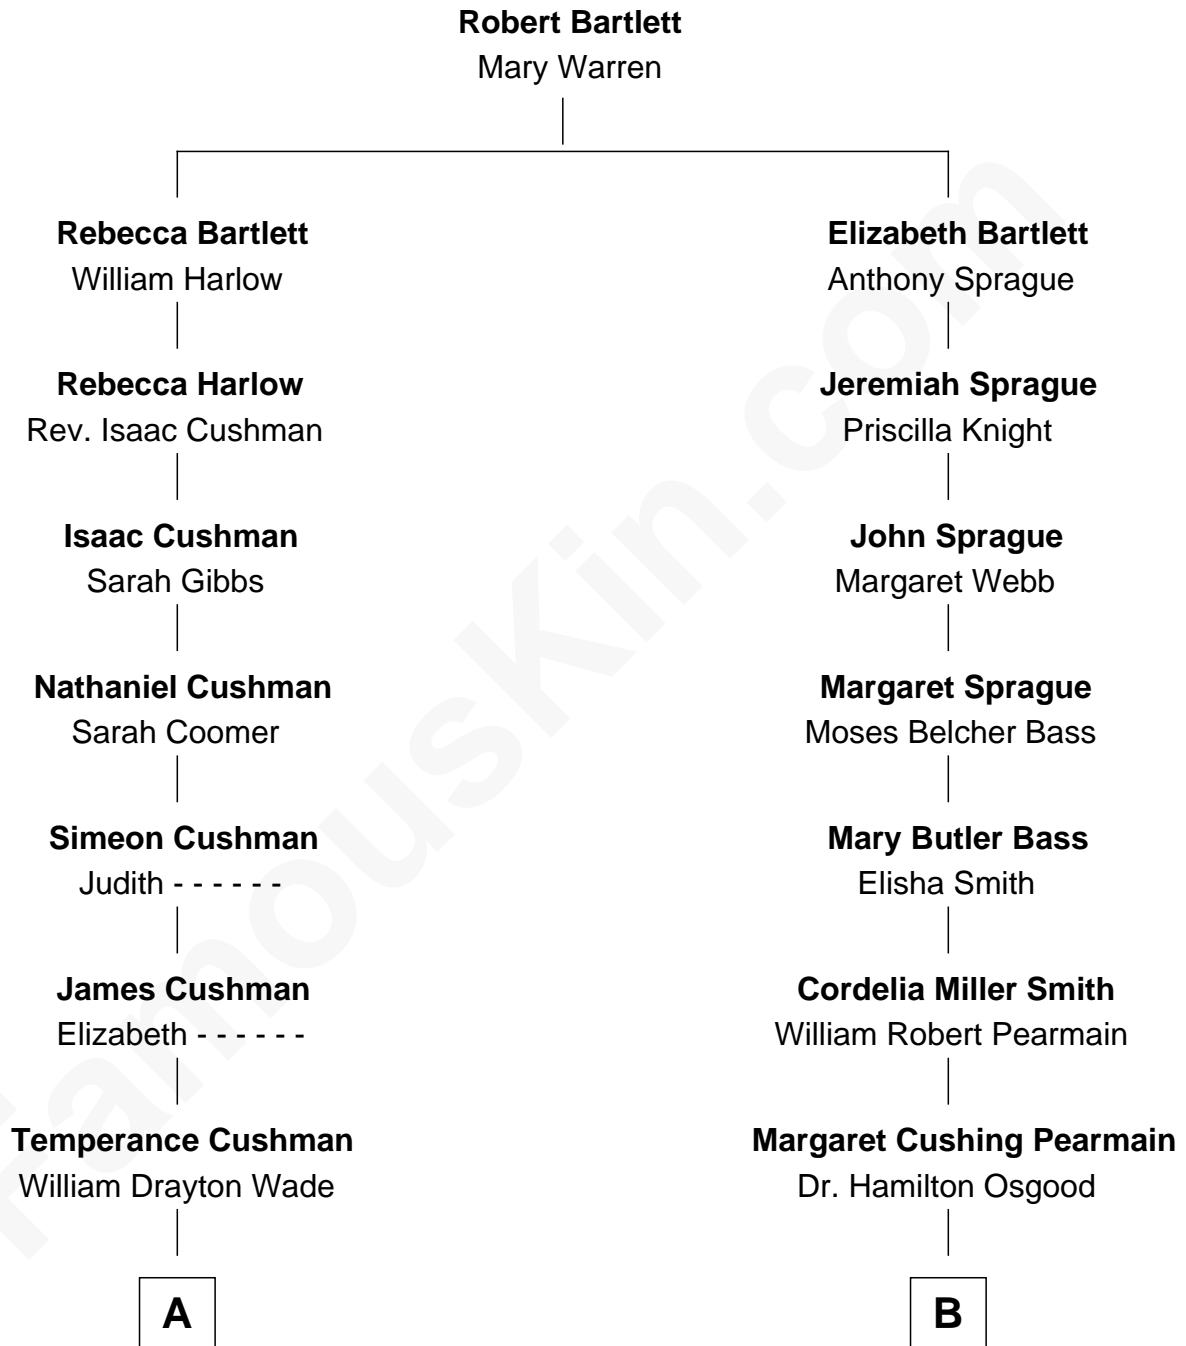 Robert Bartlett
Mary Warren
Rebecca Bartlett
William Harlow
Elizabeth Bartlett
Anthony Sprague
Rebecca Harlow
Rev. Isaac Cushman
Jeremiah Sprague
Priscilla Knight
Isaac Cushman
Sarah Gibbs
John Sprague
Margaret Webb
Nathaniel Cushman
Sarah Coomer
Margaret Sprague
Moses Belcher Bass
Simeon Cushman
Judith - - - - - -
Mary Butler Bass
Elisha Smith
James Cushman
Elizabeth - - - - - -
Cordelia Miller Smith
William Robert Pearmain
Temperance Cushman
William Drayton Wade
Margaret Cushing Pearmain
Dr. Hamilton Osgood
A
B
FamousKin.com